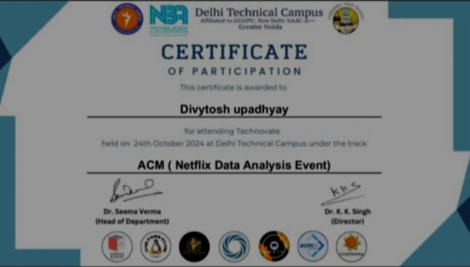 NBA
Delhi Technical Campus
Affiliated to GGSIPU, New Delhi NAAC-A++
Greater Noida
CERTIFICATE
OF PARTICIPATION
This certificate is awarded to
Divytosh upadhyay
for attending Technovate
held on 24th October 2024 at Delhi Technical Campus under the track
ACM ( Netflix Data Analysis Event)
Dr. Seema Verma
(Head of Department)
Dr. K. K. Singh
(Director)